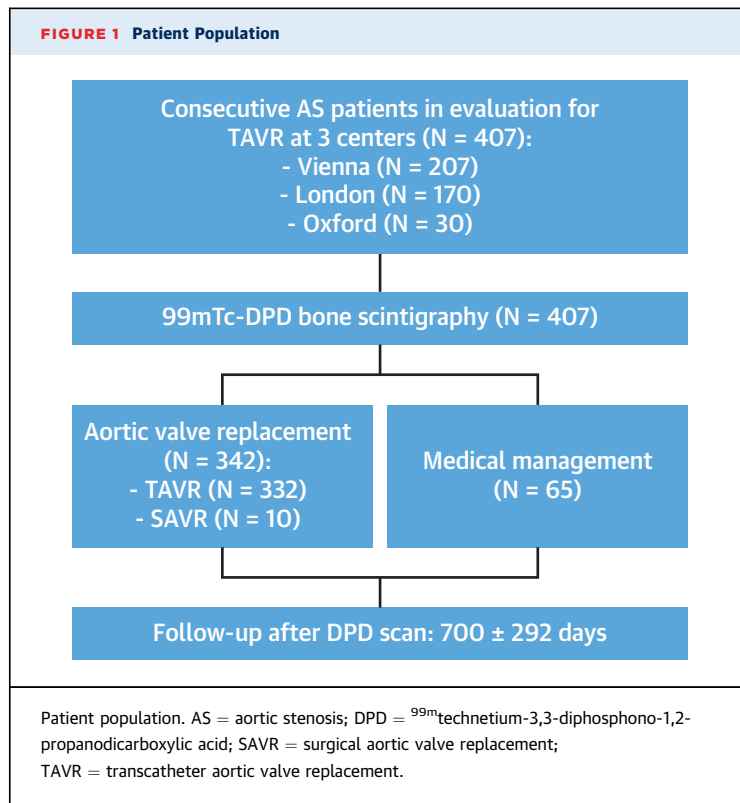 FIGURE 1 Patient Population
Consecutive AS patients in evaluation for
TAVR at 3 centers (N = 407):
- Vienna (N = 207)
- London (N = 170)
- Oxford (N = 30)
99mTc-DPD bone scintigraphy (N = 407)
Aortic valve replacement
(N = 342):
- TAVR (N = 332)
- SAVR (N = 10)
Medical management
(N = 65)
Follow-up after DPD scan: 700 ± 292 days
Patient population. AS = aortic stenosis; DPD = ⁹⁹ᵐtechnetium-3,3-diphosphono-1,2-
propanodicarboxylic acid; SAVR = surgical aortic valve replacement;
TAVR = transcatheter aortic valve replacement.